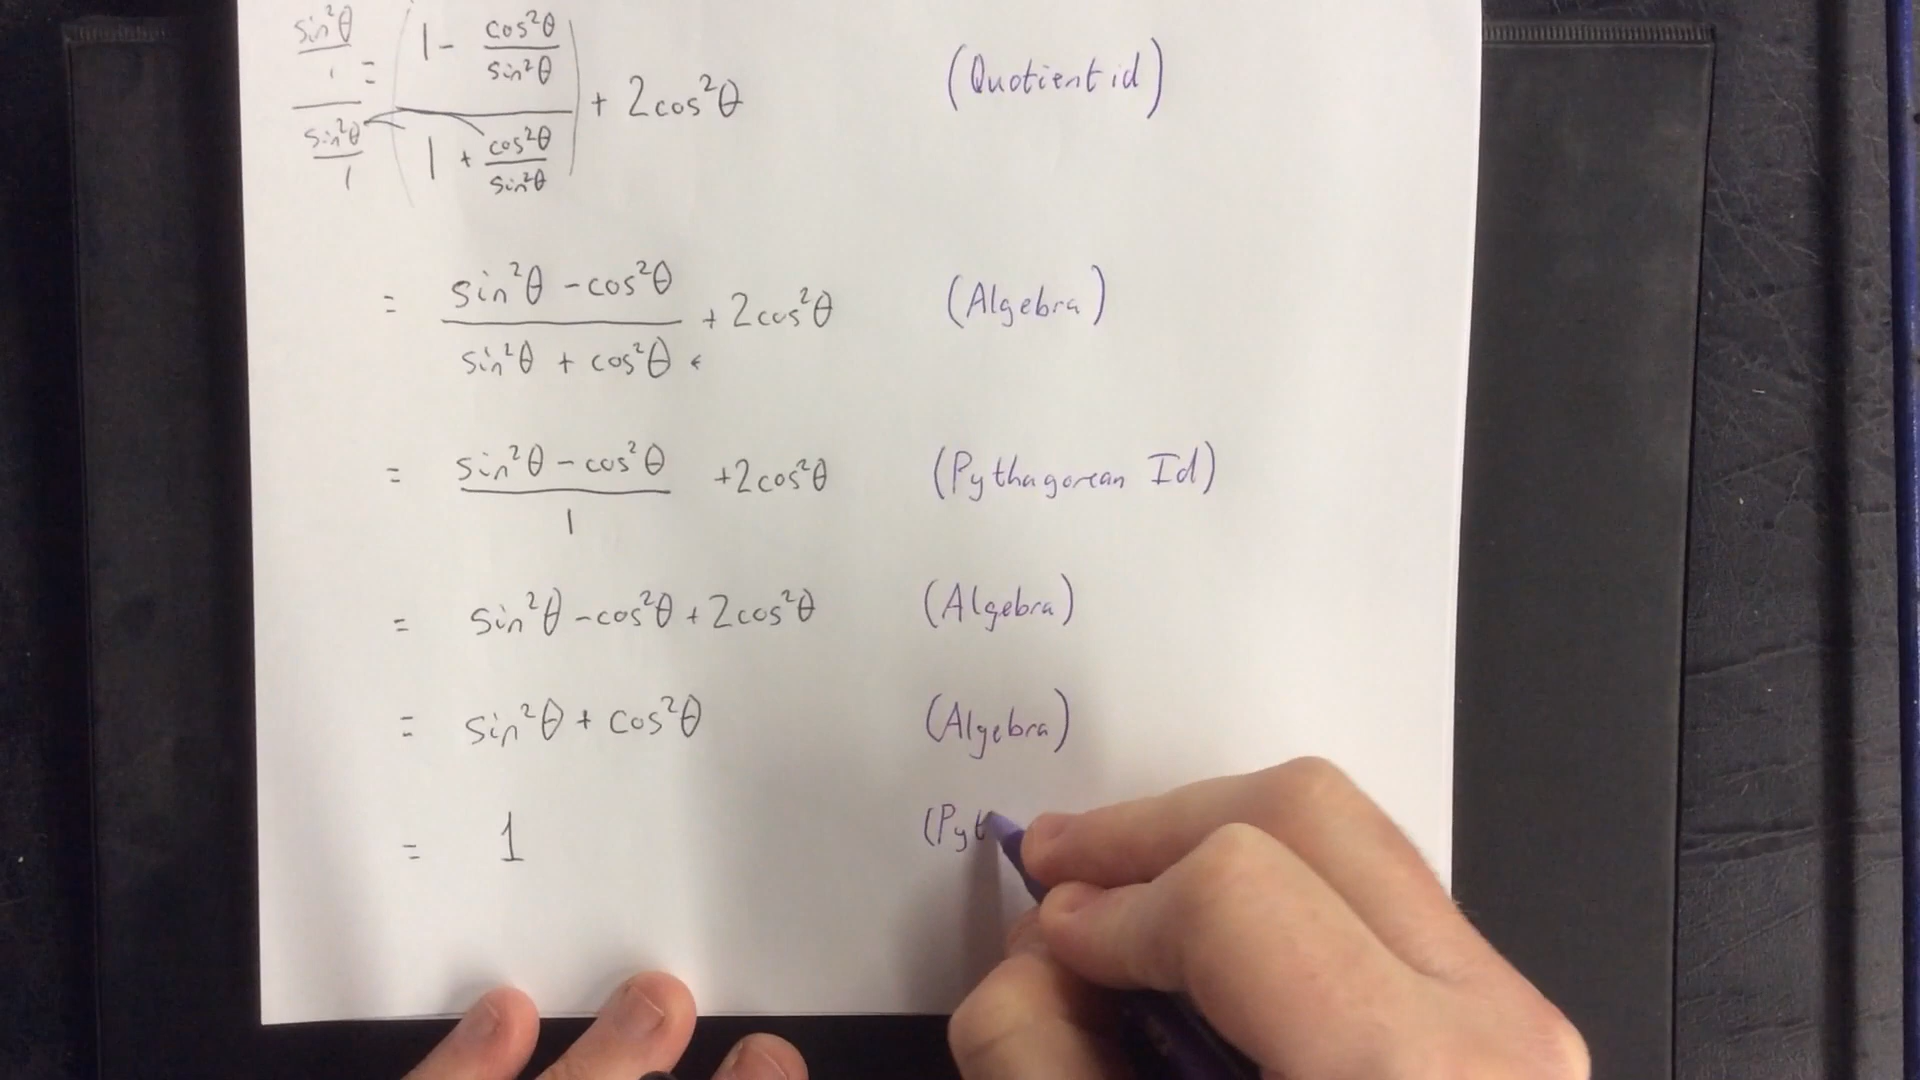 sin²θ/1 / sin²θ/1 = (1 - cos²θ/sin²θ / 1 + cos²θ/sin²θ) + 2cos²θ (Quotient id)
= sin²θ - cos²θ / sin²θ + cos²θ + 2cos²θ (Algebra)
= sin²θ - cos²θ / 1 + 2cos²θ (Pythagorean Id)
= sin²θ - cos²θ + 2cos²θ (Algebra)
= sin²θ + cos²θ (Algebra)
= 1 (Pyt